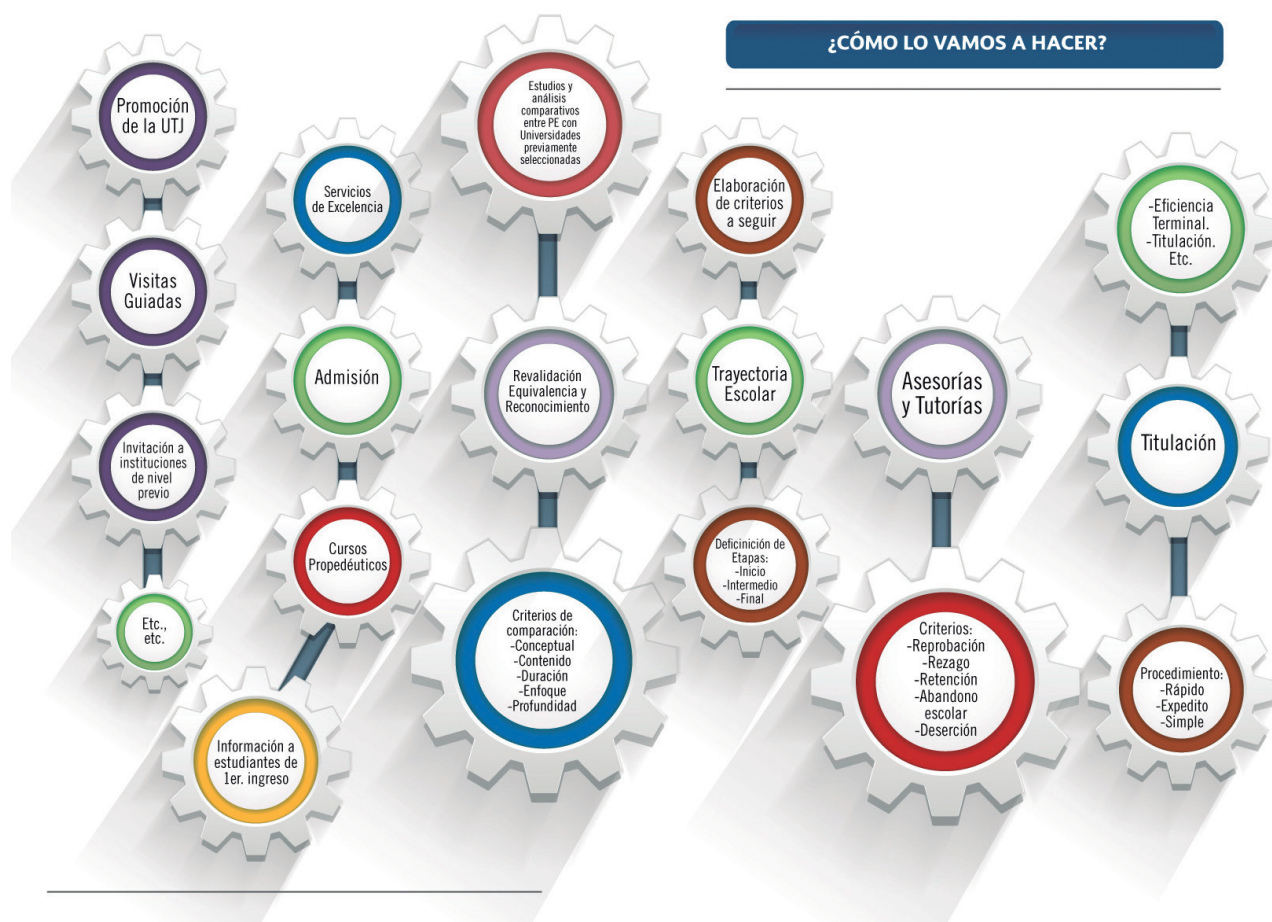 ¿CÓMO LO VAMOS A HACER?
Promoción
de la UTJ
Visitas
Guiadas
Invitación a
instituciones
de nivel
previo
Etc.,
etc.
Servicios
de Excelencia
Admisión
Cursos
Propedéuticos
Información a
estudiantes de
1er. ingreso
Estudios y
análisis
comparativos
entre PE con
Universidades
previamente
seleccionadas
Revalidación
Equivalencia y
Reconocimiento
Criterios de
comparación:
-Conceptual
-Contenido
-Duración
-Enfoque
-Profundidad
Elaboración
de criterios
a seguir
Trayectoria
Escolar
Deficinición de
Etapas:
-Inicio
-Intermedio
-Final
Asesorías
y Tutorías
Criterios:
-Reprobación
-Rezago
-Retención
-Abandono
escolar
-Deserción
-Eficiencia
Terminal.
-Titulación.
Etc.
Titulación
Procedimiento:
-Rápido
-Expedito
-Simple